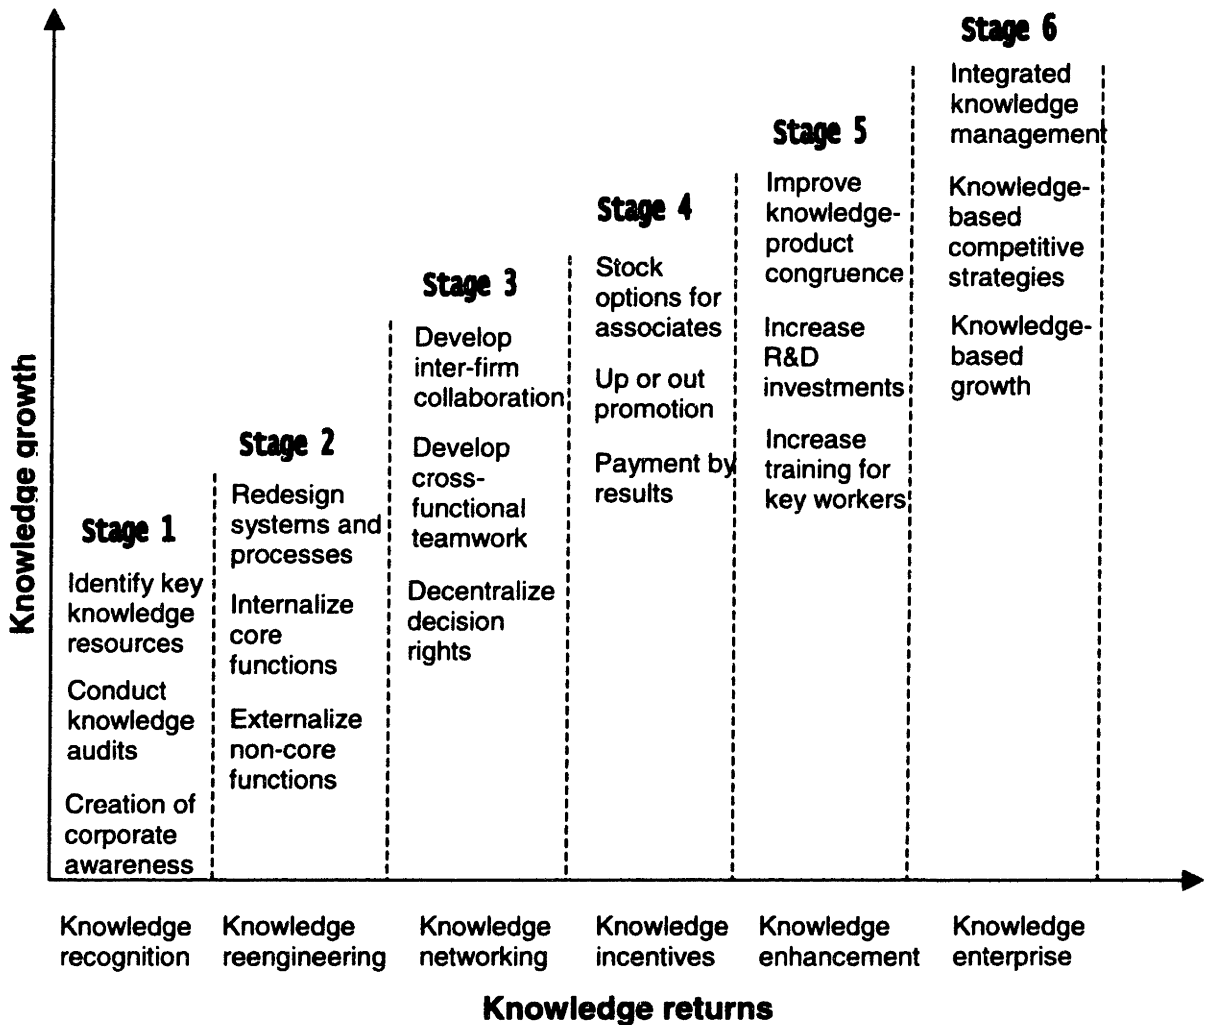 Knowledge growth
Stage 1
Identify key
knowledge
resources
Conduct
knowledge
audits
Creation of
corporate
awareness
Stage 2
Redesign
systems and
processes
Internalize
core
functions
Externalize
non-core
functions
Stage 3
Develop
inter-firm
collaboration
Develop
cross-
functional
teamwork
Decentralize
decision
rights
Stage 4
Stock
options for
associates
Up or out
promotion
Payment by
results
Stage 5
Improve
knowledge-
product
congruence
Increase
R&D
investments
Increase
training for
key workers
Stage 6
Integrated
knowledge
management
Knowledge-
based
competitive
strategies
Knowledge-
based
growth
Knowledge
recognition
Knowledge
reengineering
Knowledge
networking
Knowledge
incentives
Knowledge
enhancement
Knowledge
enterprise
Knowledge returns